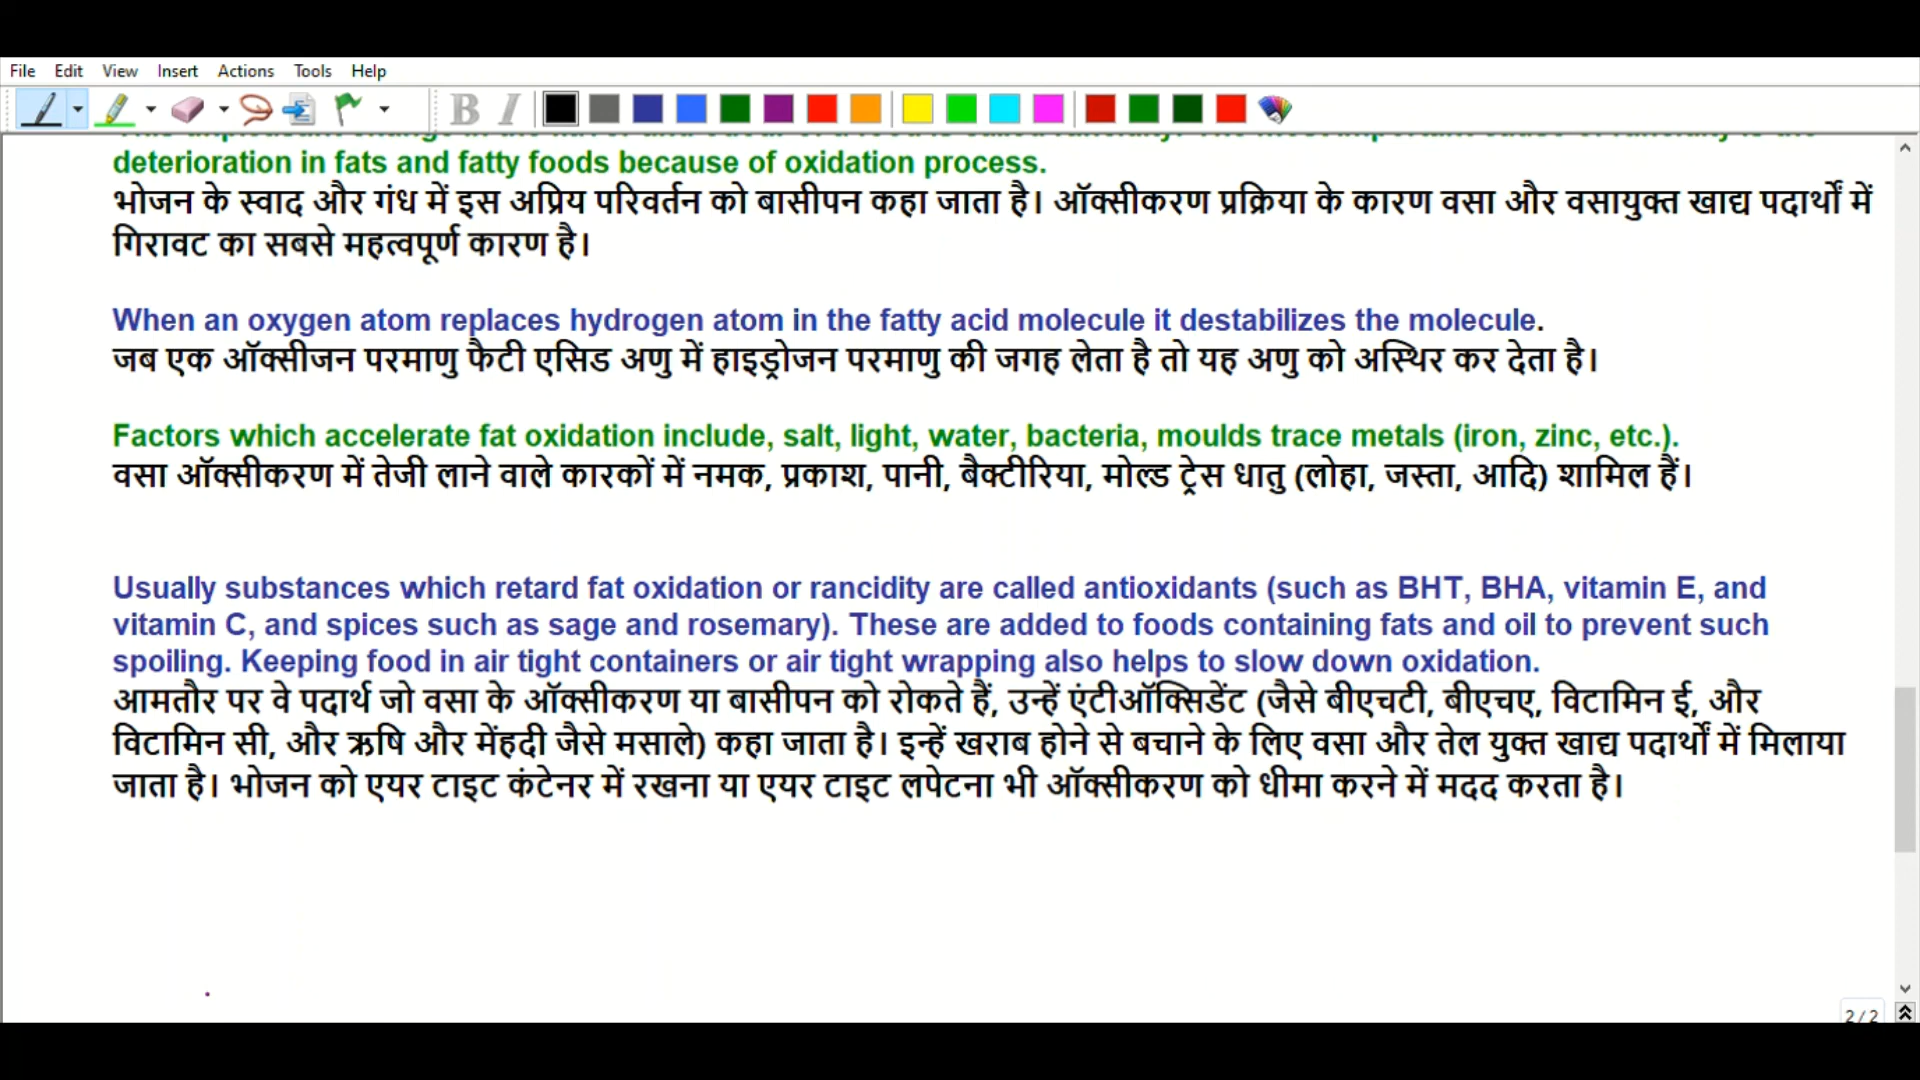 File Edit View Insert Actions Tools Help
B I
deterioration in fats and fatty foods because of oxidation process.
भोजन के स्वाद और गंध में इस अप्रिय परिवर्तन को बासीपन कहा जाता है। ऑक्सीकरण प्रक्रिया के कारण वसा और वसायुक्त खाद्य पदार्थों में
गिरावट का सबसे महत्वपूर्ण कारण है।
When an oxygen atom replaces hydrogen atom in the fatty acid molecule it destabilizes the molecule.
जब एक ऑक्सीजन परमाणु फैटी एसिड अणु में हाइड्रोजन परमाणु की जगह लेता है तो यह अणु को अस्थिर कर देता है।
Factors which accelerate fat oxidation include, salt, light, water, bacteria, moulds trace metals (iron, zinc, etc.).
वसा ऑक्सीकरण में तेजी लाने वाले कारकों में नमक, प्रकाश, पानी, बैक्टीरिया, मोल्ड ट्रेस धातु (लोहा, जस्ता, आदि) शामिल हैं।
Usually substances which retard fat oxidation or rancidity are called antioxidants (such as BHT, BHA, vitamin E, and
vitamin C, and spices such as sage and rosemary). These are added to foods containing fats and oil to prevent such
spoiling. Keeping food in air tight containers or air tight wrapping also helps to slow down oxidation.
आमतौर पर वे पदार्थ जो वसा के ऑक्सीकरण या बासीपन को रोकते हैं, उन्हें एंटीऑक्सिडेंट (जैसे बीएचटी, बीएचए, विटामिन ई, और
विटामिन सी, और ऋषि और मेंहदी जैसे मसाले) कहा जाता है। इन्हें खराब होने से बचाने के लिए वसा और तेल युक्त खाद्य पदार्थों में मिलाया
जाता है। भोजन को एयर टाइट कंटेनर में रखना या एयर टाइट लपेटना भी ऑक्सीकरण को धीमा करने में मदद करता है।
2 / 2